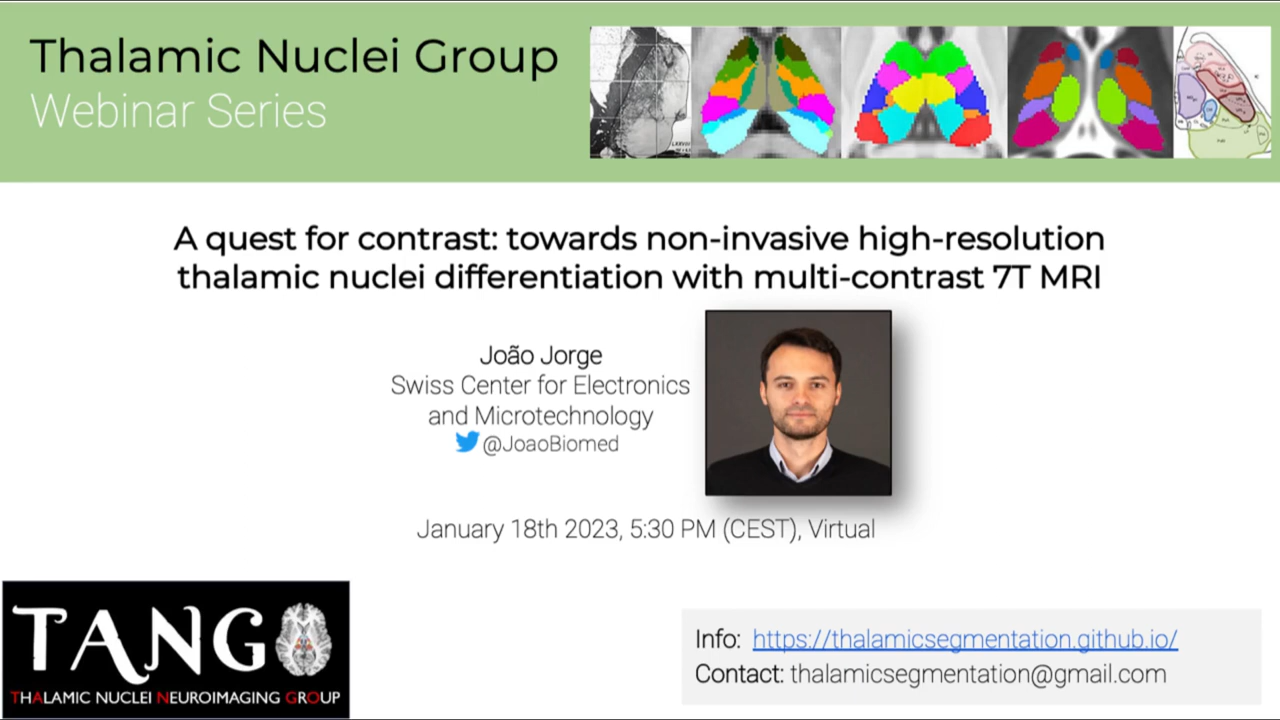 Thalamic Nuclei Group
Webinar Series
A quest for contrast: towards non-invasive high-resolution
thalamic nuclei differentiation with multi-contrast 7T MRI
João Jorge
Swiss Center for Electronics
and Microtechnology
@JoaoBiomed
January 18th 2023, 5:30 PM (CEST), Virtual
TANGO
THALAMIC NUCLEI NEUROIMAGING GROUP
Info: https://thalamicsegmentation.github.io/
Contact: thalamicsegmentation@gmail.com